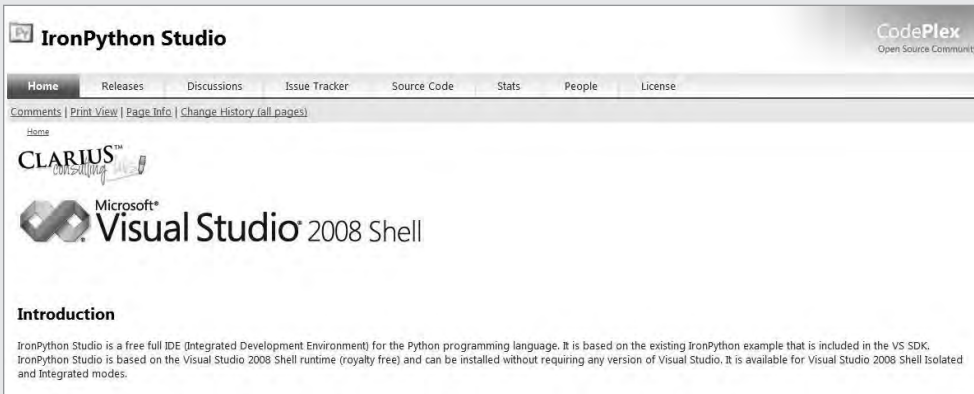 Py IronPython Studio
CodePlex
Open Source Community
Home Releases Discussions Issue Tracker Source Code Stats People License
Comments | Print View | Page Info | Change History (all pages)
Home
CLARIUS™
consulting
Microsoft®
Visual Studio® 2008 Shell
Introduction
IronPython Studio is a free full IDE (Integrated Development Environment) for the Python programming language. It is based on the existing IronPython example that is included in the VS SDK.
IronPython Studio is based on the Visual Studio 2008 Shell runtime (royalty free) and can be installed without requiring any version of Visual Studio. It is available for Visual Studio 2008 Shell Isolated
and Integrated modes.